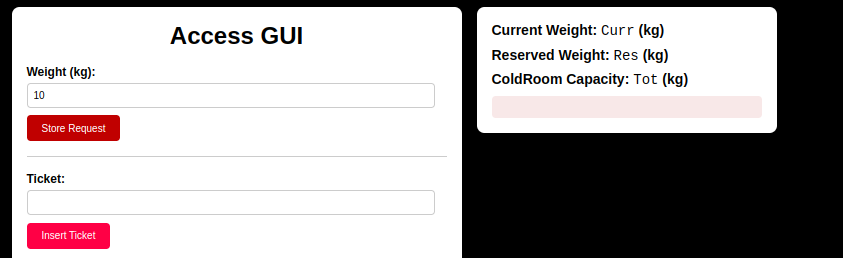 Access GUI
Weight (kg):
10
Store Request
Ticket:
Insert Ticket
Current Weight: Curr (kg)
Reserved Weight: Res (kg)
ColdRoom Capacity: Tot (kg)